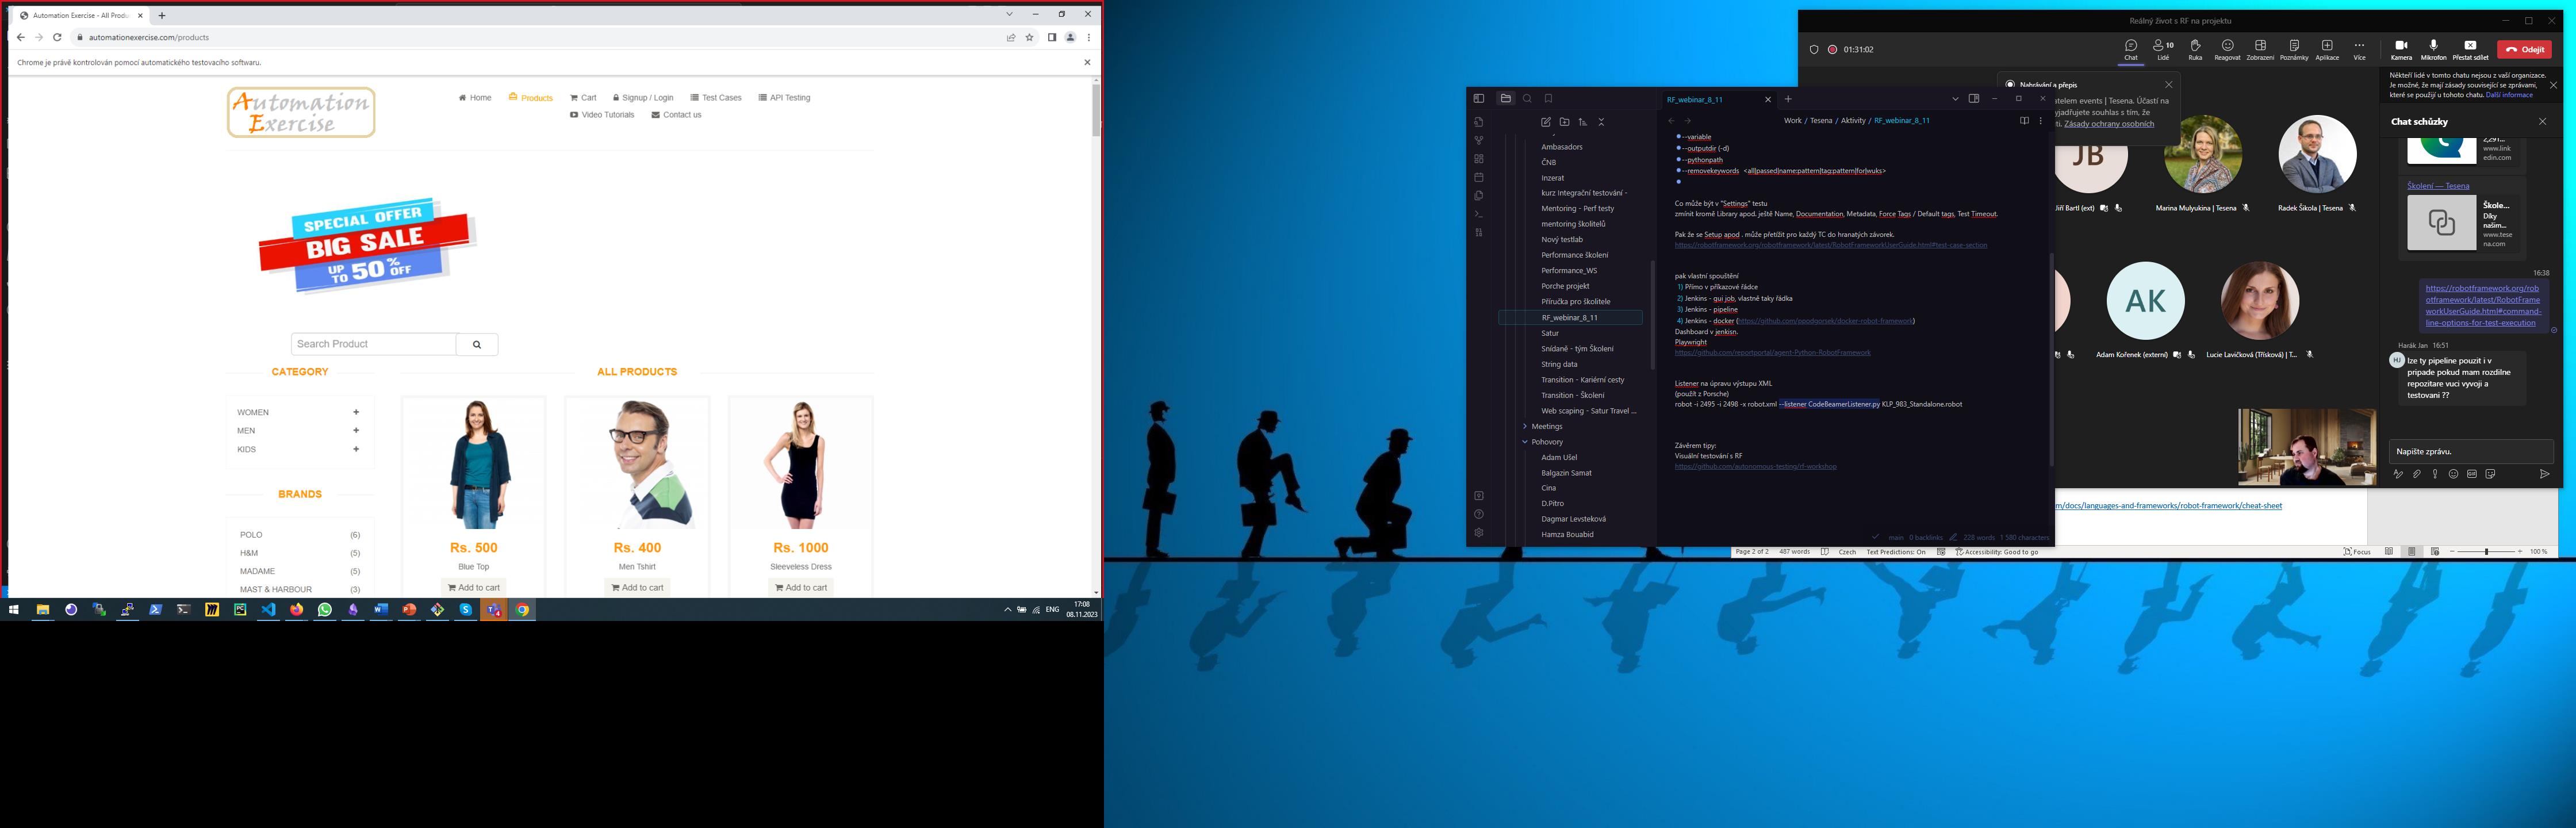 Automation Exercise - All Produ
automationexercise.com/products
Chrome je právě kontrolován pomocí automatického testovacího softwaru.
Automation
Exercise
Home
Products
Cart
Signup / Login
Test Cases
API Testing
Video Tutorials
Contact us
SPECIAL OFFER
BIG SALE
UP TO 50% OFF
Search Product
CATEGORY
WOMEN
MEN
KIDS
BRANDS
POLO (6)
H&M (5)
MADAME (5)
MAST & HARBOUR (3)
ALL PRODUCTS
Rs. 500
Blue Top
Add to cart
Rs. 400
Men Tshirt
Add to cart
Rs. 1000
Sleeveless Dress
Add to cart
ENG
17:08
08.11.2023
RF_webinar_8_11
Work / Tesena / Aktivity / RF_webinar_8_11
Ambasadors
ČNB
Inzerat
kurz Integrační testování -
Mentoring - Perf testy
mentoring školitelů
Nový testlab
Performance školení
Performance_WS
Porche projekt
Příručka pro školitele
RF_webinar_8_11
Satur
Snídaně - tým Školení
String data
Transition - Kariérní cesty
Transition - Školení
Web scaping - Satur Travel ...
Meetings
Pohovory
Adam Ušel
Balgazin Samat
Cina
D.Pitro
Dagmar Levsteková
Hamza Bouabid
--variable
--outputdir (-d)
--pythonpath
--removekeywords <all|passed|name:pattern|tag:pattern|for|wuks>
Co může být v "Settings" testu
zmínit kromě Library apod. ještě Name, Documentation, Metadata, Force Tags / Default tags, Test Timeout.
Pak že se Setup apod . může přetížit pro každý TC do hranatých závorek.
https://robotframework.org/robotframework/latest/RobotFrameworkUserGuide.html#test-case-section
pak vlastní spouštění
1) Přímo v příkazové řádce
2) Jenkins - gui job, vlastně taky řádka
3) Jenkins - pipeline
4) Jenkins - docker (https://github.com/ppodgorsek/docker-robot-framework)
Dashboard v jenkisn.
Playwright
https://github.com/reportportal/agent-Python-RobotFramework
Listener na úpravu výstupu XML
(použít z Porsche)
robot -i 2495 -i 2498 -x robot.xml --listener CodeBeamerListener.py KLP_983_Standalone.robot
Závěrem tipy:
Visuální testování s RF
https://github.com/autonomous-testing/rf-workshop
main 0 backlinks 228 words 1 580 characters
Reálný život s RF na projektu
01:31:02
Chat
Lidé 10
Ruka
Reagovat
Zobrazení
Poznámky
Aplikace
Více
Kamera
Mikrofon
Přestat sdílet
Odejít
Nahrávání a přepis
atelem events | Tesena. Účastí na
yjadřujete souhlas s tím, že
ti. Zásady ochrany osobních
JB
Jiří Bartl (ext)
Marina Mulyukina | Tesena
Radek Šikola | Tesena
AK
Adam Kořenek (externí)
Lucie Lavičková (Třísková) | T...
Někteří lidé v tomto chatu nejsou z vaší organizace.
Je možné, že mají zásady související se zprávami,
které se použijí u tohoto chatu. Další informace
Chat schůzky
www.link
edin.com
Školení — Tesena
Škole...
Díky
našim...
www.tese
na.com
16:38
https://robotframework.org/rob
otframework/latest/RobotFrame
workUserGuide.html#command-
line-options-for-test-execution
Harák Jan 16:51
HJ
lze ty pipeline pouzit i v
pripade pokud mam rozdilne
repozitare vuci vyvoji a
testovani ??
Napište zprávu.
m/docs/languages-and-frameworks/robot-framework/cheat-sheet
Page 2 of 2 487 words Czech Text Predictions: On Accessibility: Good to go
Focus
100 %